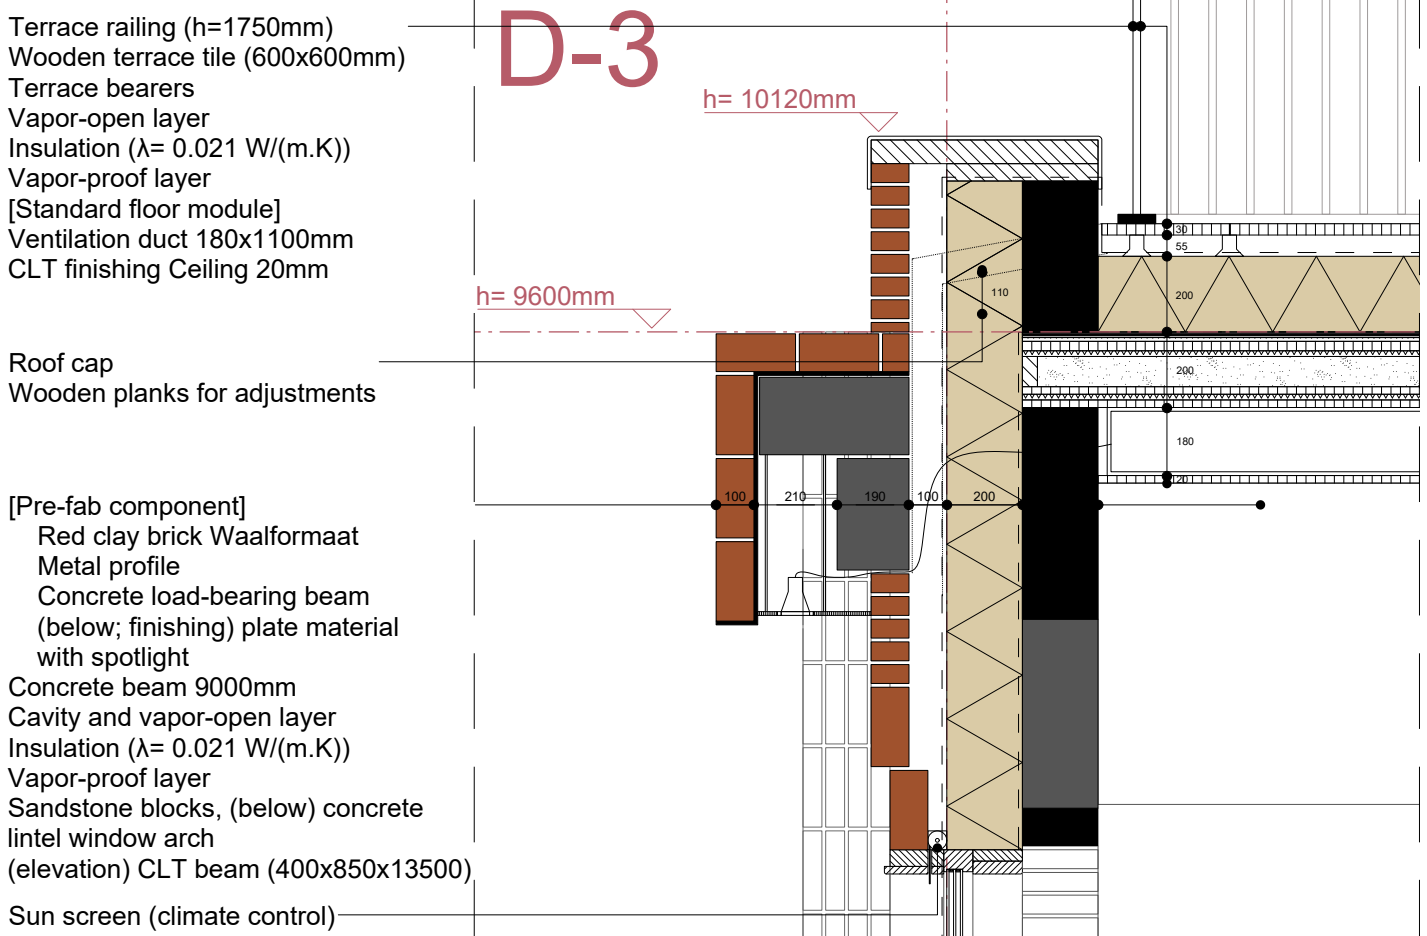 Terrace railing (h=1750mm)
Wooden terrace tile (600x600mm)
Terrace bearers
Vapor-open layer
Insulation (λ= 0.021 W/(m.K))
Vapor-proof layer
[Standard floor module]
Ventilation duct 180x1100mm
CLT finishing Ceiling 20mm
Roof cap
Wooden planks for adjustments
[Pre-fab component]
Red clay brick Waalformaat
Metal profile
Concrete load-bearing beam
(below; finishing) plate material
with spotlight
Concrete beam 9000mm
Cavity and vapor-open layer
Insulation (λ= 0.021 W/(m.K))
Vapor-proof layer
Sandstone blocks, (below) concrete
lintel window arch
(elevation) CLT beam (400x850x13500)
Sun screen (climate control)
D-3
h= 10120mm
h= 9600mm
30
55
200
110
200
180
20
100 210 190 100 200